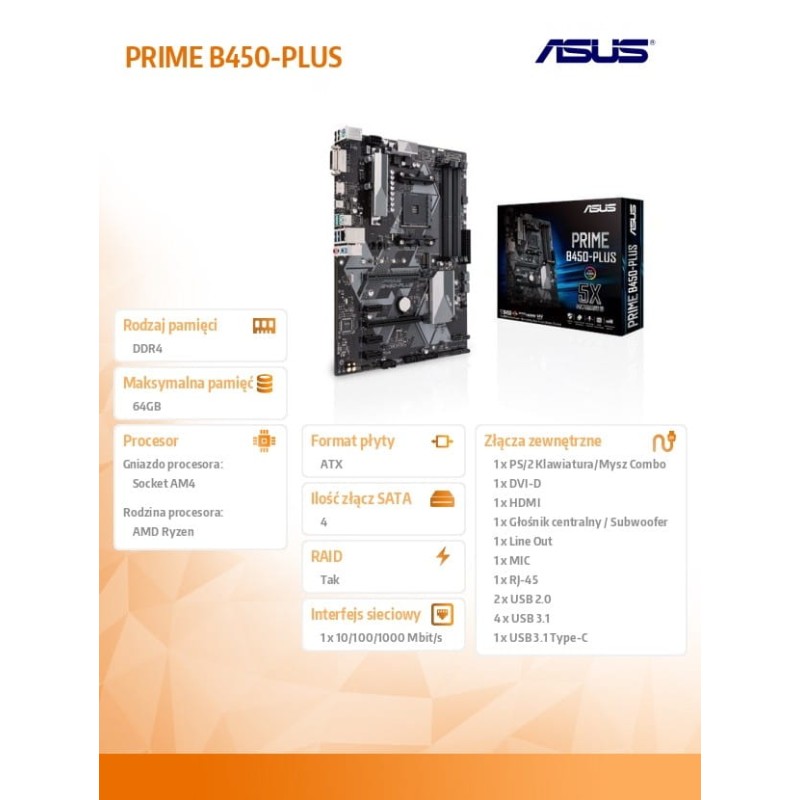 PRIME B450-PLUS
ASUS
ASUS
PRIME
B450-PLUS
5X
PRIME B450-PLUS
ASUS
Rodzaj pamięci
DDR4
Maksymalna pamięć
64GB
Procesor
Gniazdo procesora:
Socket AM4
Rodzina procesora:
AMD Ryzen
Format płyty
ATX
Ilość złącz SATA
4
RAID
Tak
Interfejs sieciowy
1 x 10/100/1000 Mbit/s
Złącza zewnętrzne
1 x PS/2 Klawiatura/Mysz Combo
1 x DVI-D
1 x HDMI
1 x Głośnik centralny / Subwoofer
1 x Line Out
1 x MIC
1 x RJ-45
2 x USB 2.0
4 x USB 3.1
1 x USB 3.1 Type-C